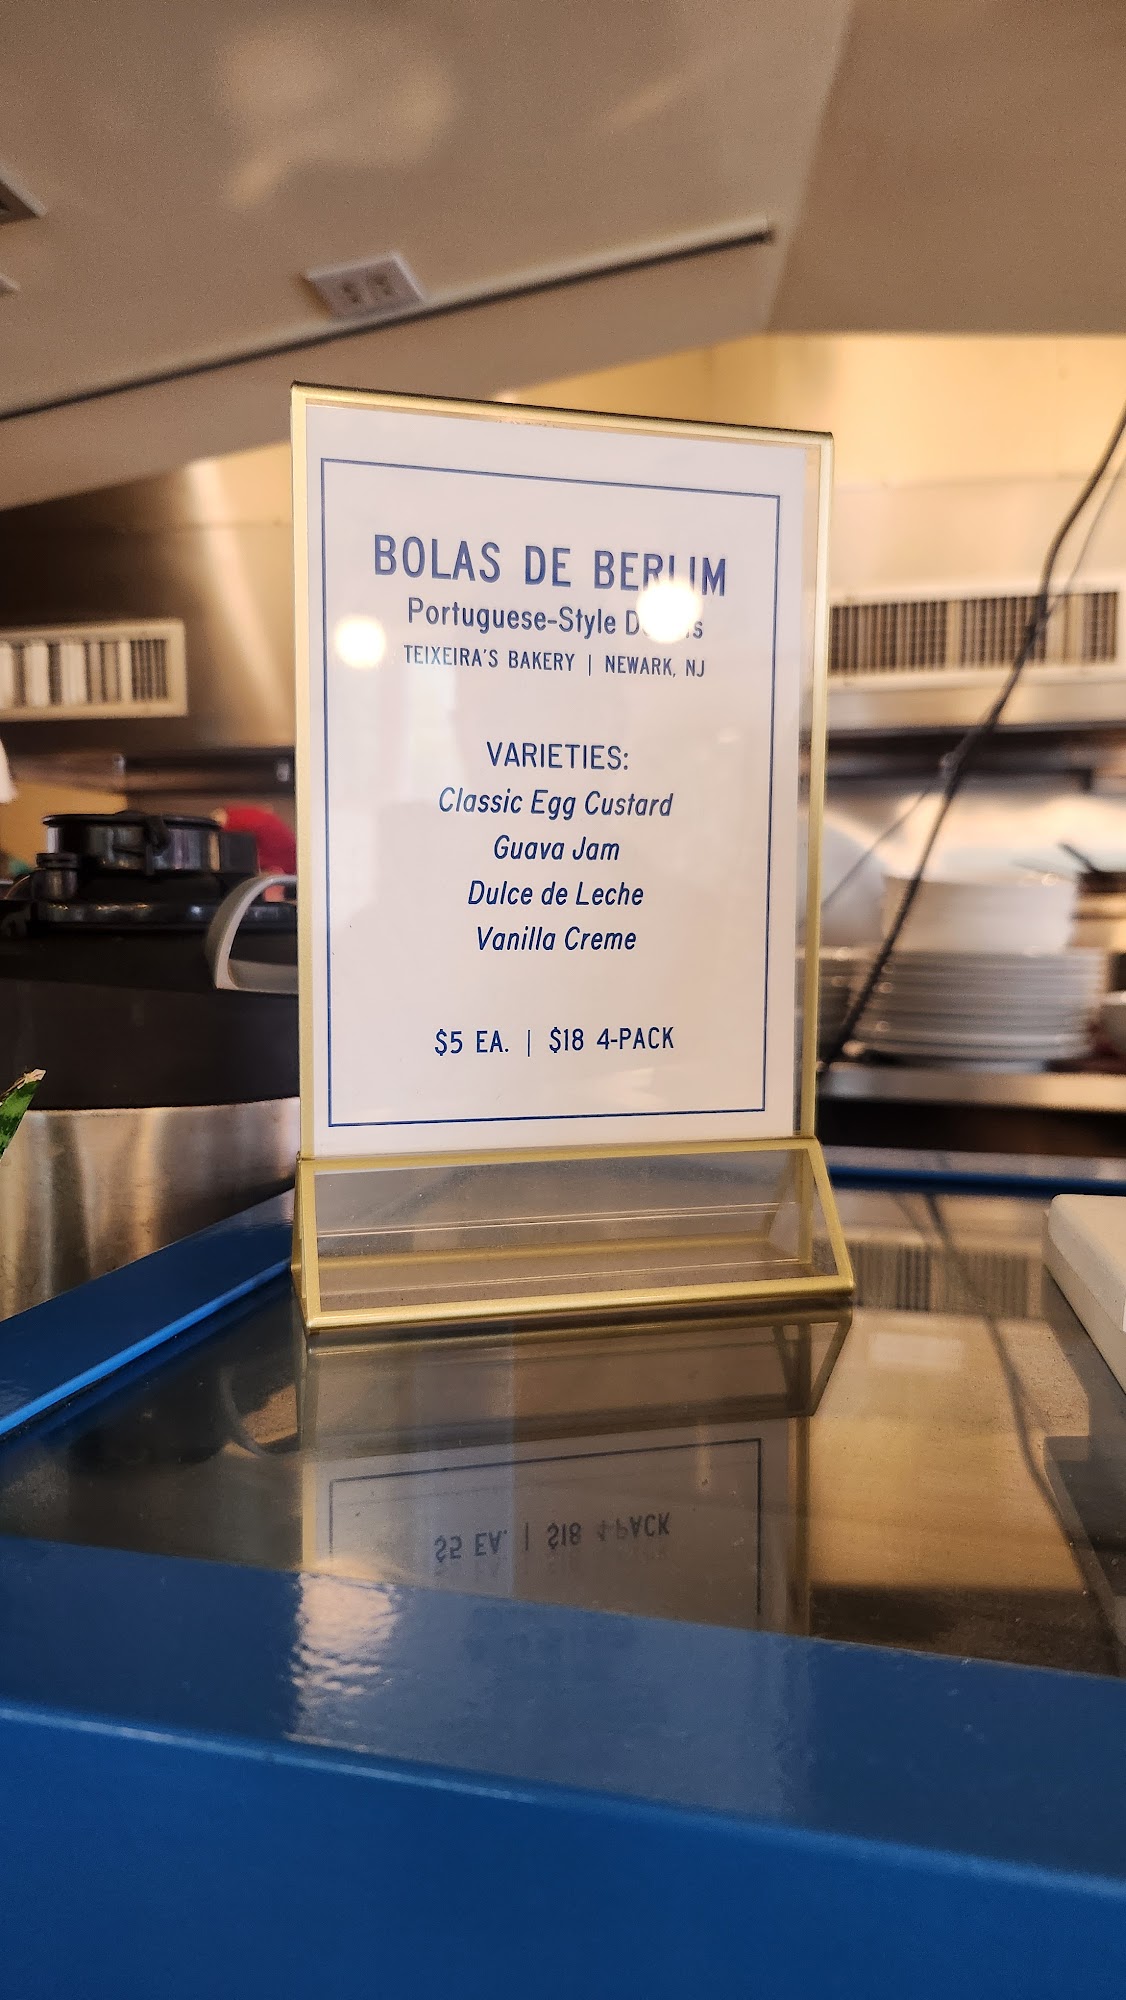 BOLAS DE BERLIM
Portuguese-Style
TEIXEIRA'S BAKERY | NEWARK, NJ
VARIETIES:
Classic Egg Custard
Guava Jam
Dulce de Leche
Vanilla Creme
$5 EA. | $18 4-PACK